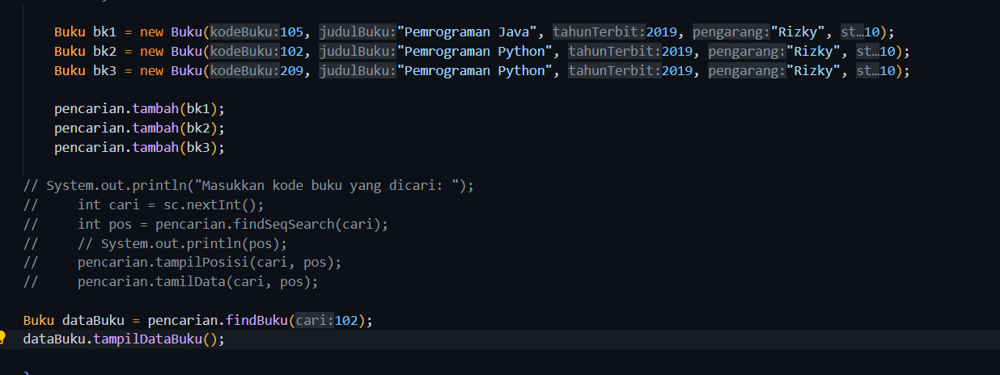 Buku bk1 = new Buku(kodeBuku:105, judulBuku:"Pemrograman Java", tahunTerbit:2019, pengarang:"Rizky", st…10);
Buku bk2 = new Buku(kodeBuku:102, judulBuku:"Pemrograman Python", tahunTerbit:2019, pengarang:"Rizky", st…10);
Buku bk3 = new Buku(kodeBuku:209, judulBuku:"Pemrograman Python", tahunTerbit:2019, pengarang:"Rizky", st…10);
pencarian.tambah(bk1);
pencarian.tambah(bk2);
pencarian.tambah(bk3);
// System.out.println("Masukkan kode buku yang dicari: ");
//     int cari = sc.nextInt();
//     int pos = pencarian.findSeqSearch(cari);
//     // System.out.println(pos);
//     pencarian.tampilPosisi(cari, pos);
//     pencarian.tamilData(cari, pos);
Buku dataBuku = pencarian.findBuku(cari:102);
dataBuku.tampilDataBuku();